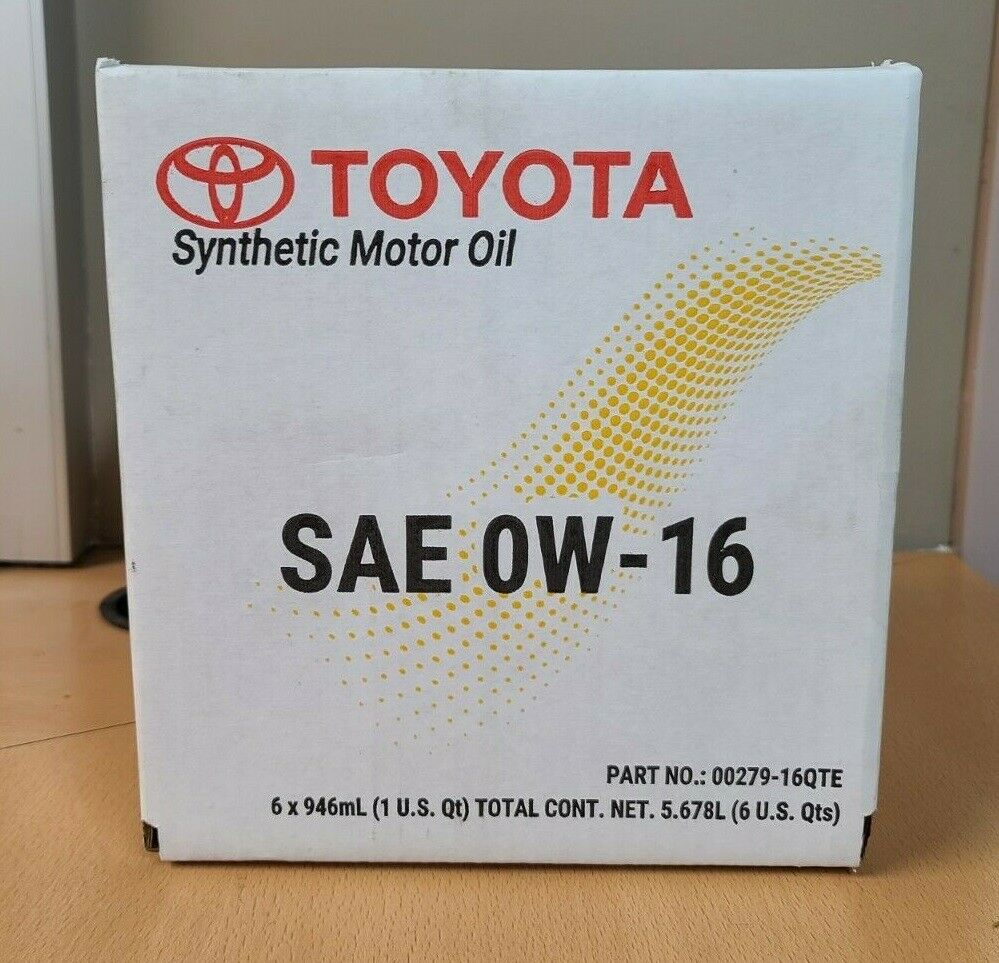 TOYOTA
Synthetic Motor Oil
SAE 0W-16
PART NO.: 00279-16QTE
6 x 946mL (1 U.S. Qt) TOTAL CONT. NET. 5.678L (6 U.S. Qts)